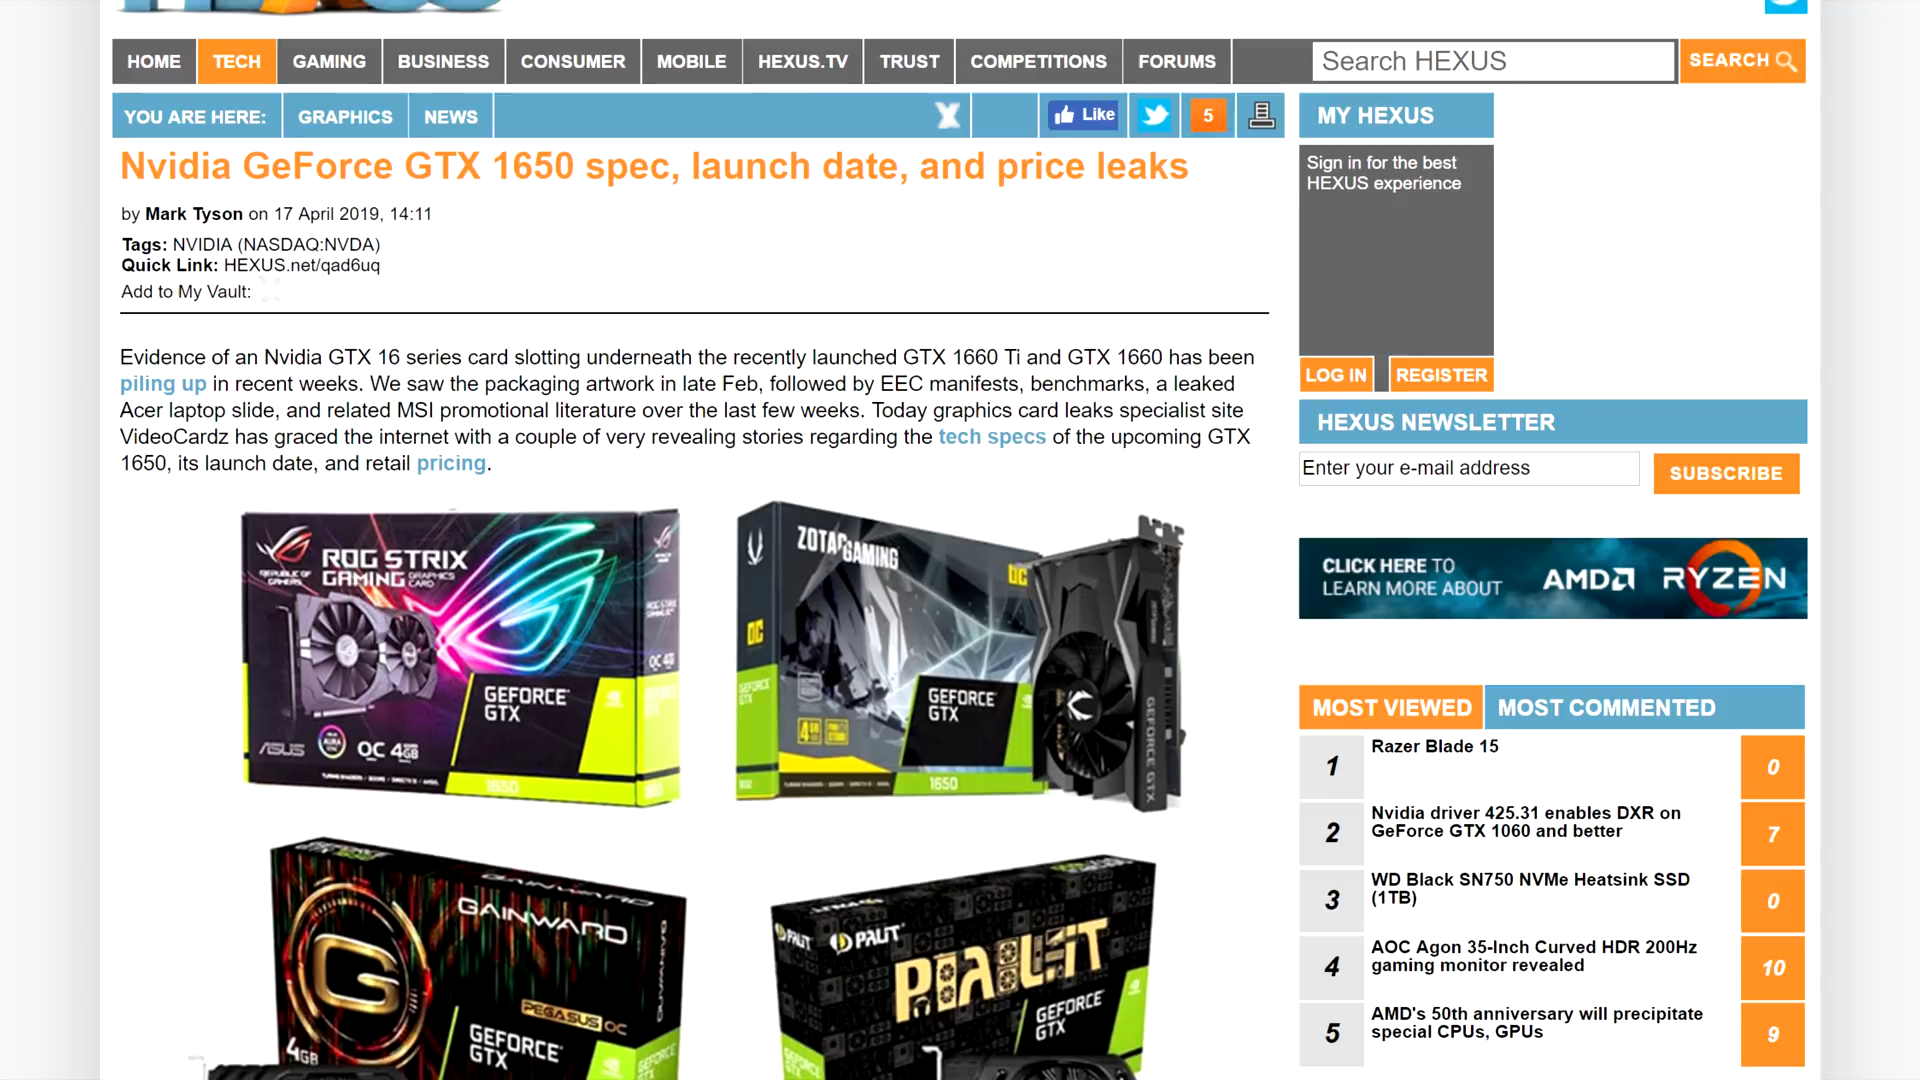 HOME TECH GAMING BUSINESS CONSUMER MOBILE HEXUS.TV TRUST COMPETITIONS FORUMS Search HEXUS SEARCH
YOU ARE HERE: GRAPHICS NEWS Like 5
Nvidia GeForce GTX 1650 spec, launch date, and price leaks
by Mark Tyson on 17 April 2019, 14:11
Tags: NVIDIA (NASDAQ:NVDA)
Quick Link: HEXUS.net/qad6uq
Add to My Vault:
Evidence of an Nvidia GTX 16 series card slotting underneath the recently launched GTX 1660 Ti and GTX 1660 has been
piling up in recent weeks. We saw the packaging artwork in late Feb, followed by EEC manifests, benchmarks, a leaked
Acer laptop slide, and related MSI promotional literature over the last few weeks. Today graphics card leaks specialist site
VideoCardz has graced the internet with a couple of very revealing stories regarding the tech specs of the upcoming GTX
1650, its launch date, and retail pricing.
REPUBLIC OF
GAMERS
ROG STRIX
GAMING GRAPHICS
CARD
GEFORCE
GTX
ASUS
OC 4GB
1650
ZOTAC GAMING
OC
OC
GEFORCE
GTX
GEFORCE
GTX
4GB
1650
GEFORCE GTX
GAINWARD
GAINWARD
PEGASUS OC
GEFORCE
GTX
4GB
PALIT
PALIT
GEFORCE
GTX
MY HEXUS
Sign in for the best
HEXUS experience
LOG IN REGISTER
HEXUS NEWSLETTER
Enter your e-mail address SUBSCRIBE
CLICK HERE TO
LEARN MORE ABOUT
AMD RYZEN
MOST VIEWED MOST COMMENTED
1 Razer Blade 15 0
2 Nvidia driver 425.31 enables DXR on
GeForce GTX 1060 and better 7
3 WD Black SN750 NVMe Heatsink SSD
(1TB) 0
4 AOC Agon 35-Inch Curved HDR 200Hz
gaming monitor revealed 10
5 AMD's 50th anniversary will precipitate
special CPUs, GPUs 9